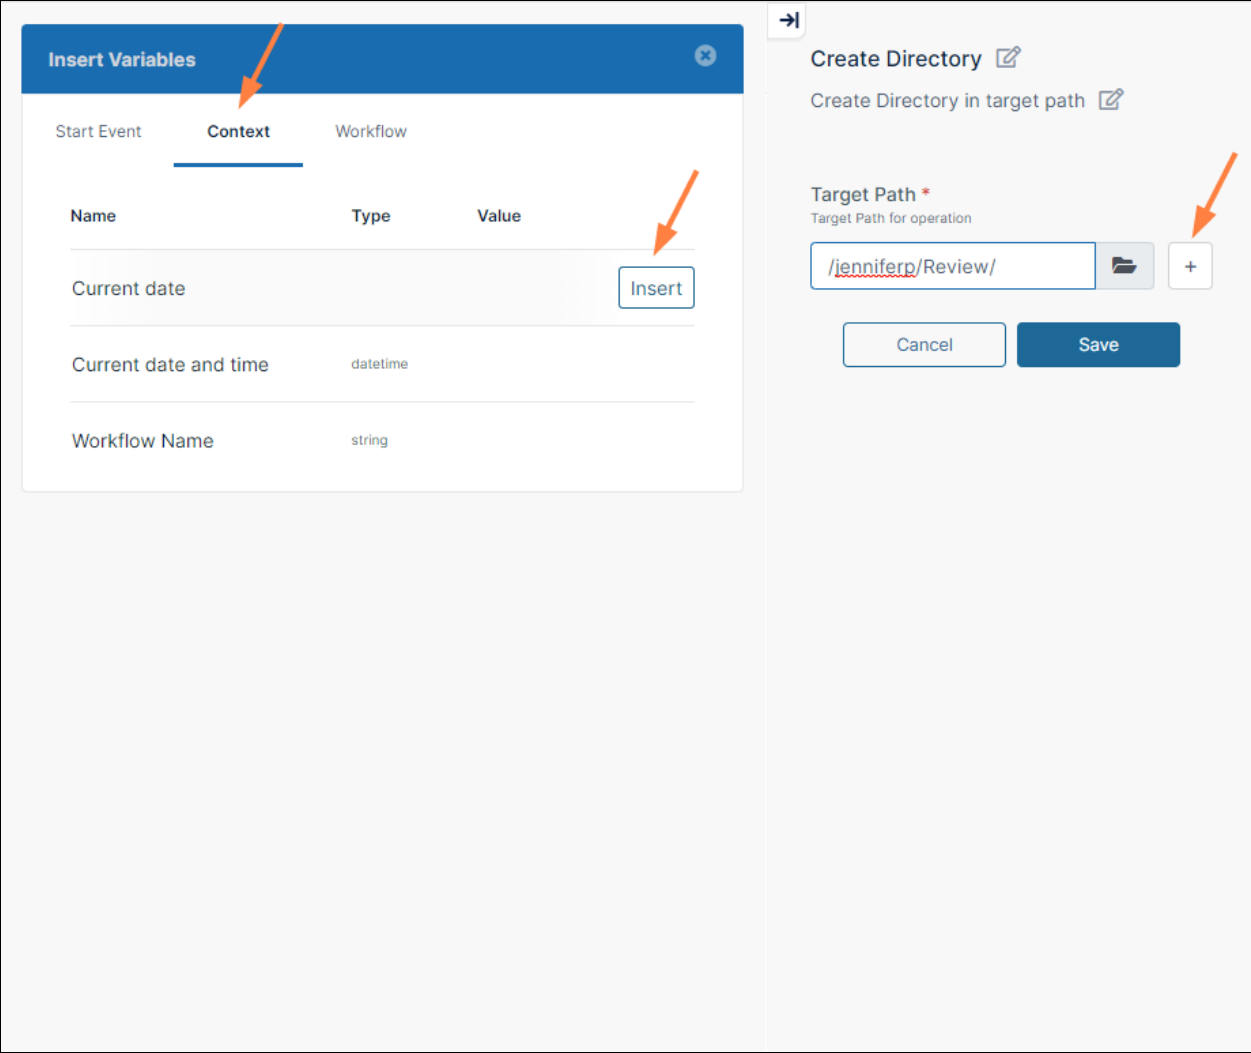 Insert Variables
Start Event Context Workflow
Name Type Value
Current date Insert
Current date and time datetime
Workflow Name string
Create Directory
Create Directory in target path
Target Path *
Target Path for operation
/jenniferp/Review/ +
Cancel Save